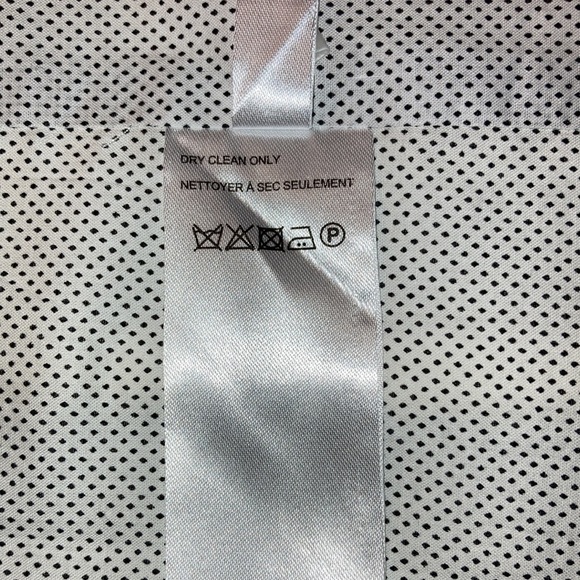 DRY CLEAN ONLY
NETTOYER À SEC SEULEMENT
P